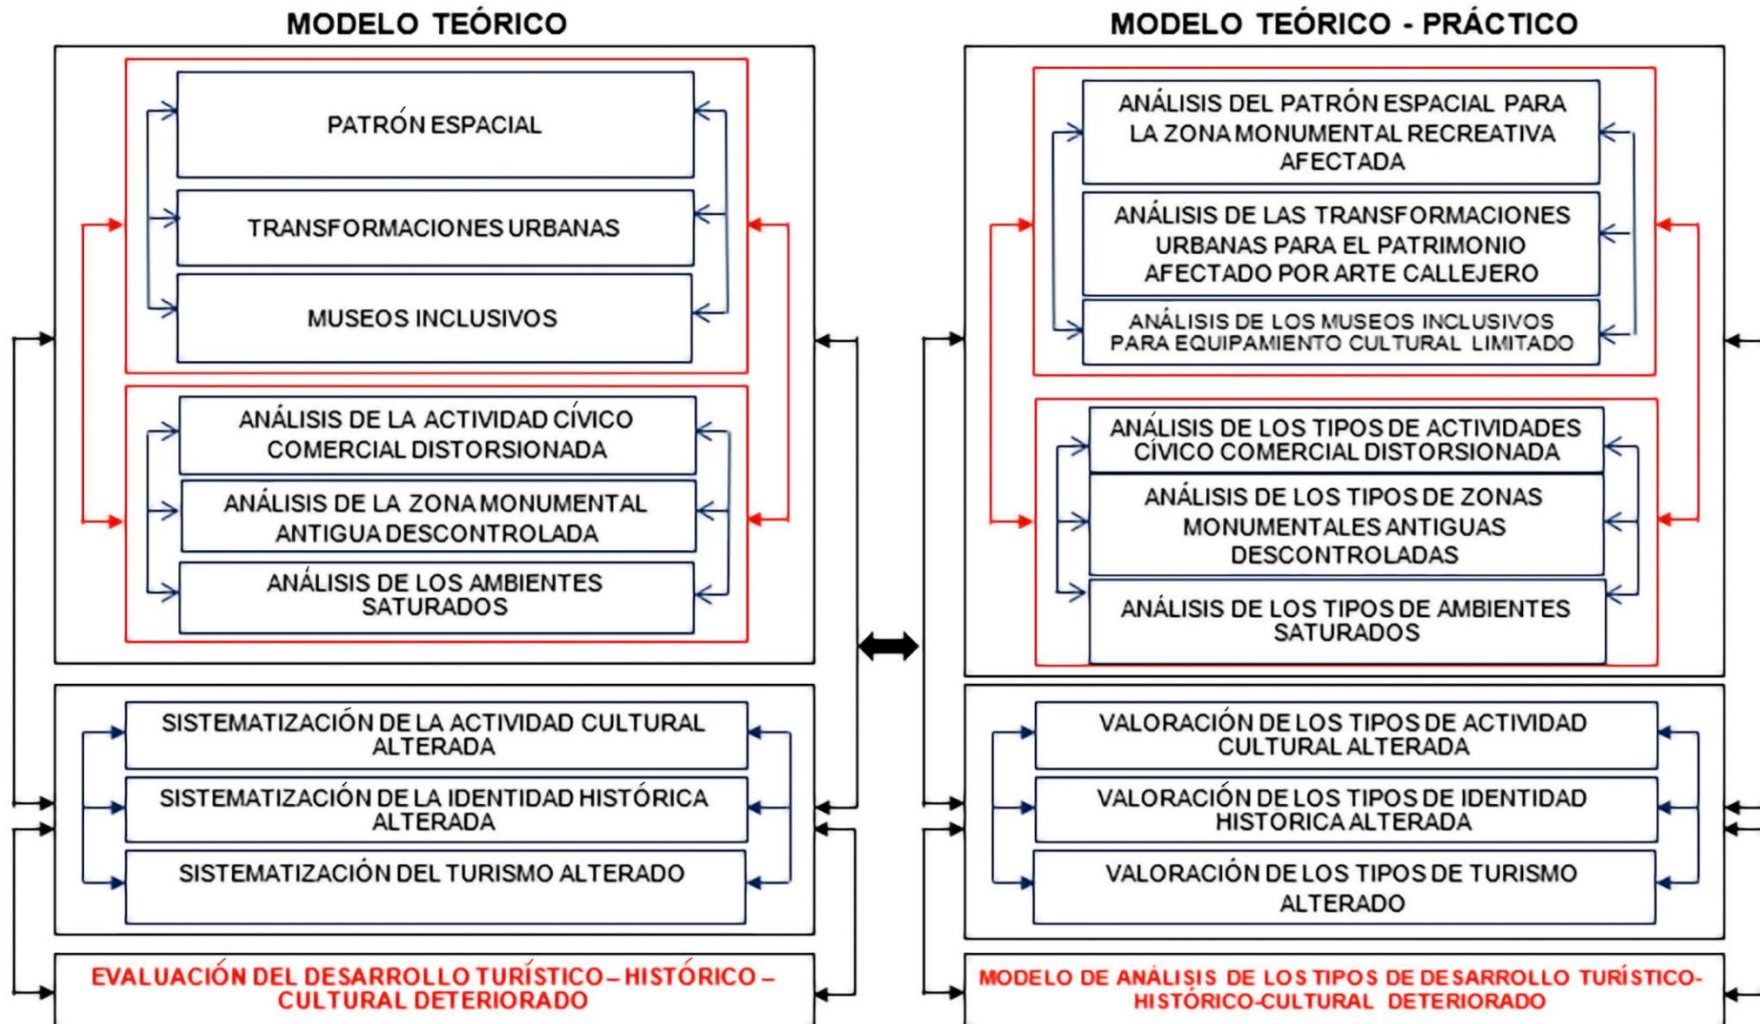 MODELO TEÓRICO
PATRÓN ESPACIAL
TRANSFORMACIONES URBANAS
MUSEOS INCLUSIVOS
ANÁLISIS DE LA ACTIVIDAD CÍVICO
COMERCIAL DISTORSIONADA
ANÁLISIS DE LA ZONA MONUMENTAL
ANTIGUA DESCONTROLADA
ANÁLISIS DE LOS AMBIENTES
SATURADOS
SISTEMATIZACIÓN DE LA ACTIVIDAD CULTURAL
ALTERADA
SISTEMATIZACIÓN DE LA IDENTIDAD HISTÓRICA
ALTERADA
SISTEMATIZACIÓN DEL TURISMO ALTERADO
EVALUACIÓN DEL DESARROLLO TURÍSTICO – HISTÓRICO –
CULTURAL DETERIORADO
MODELO TEÓRICO - PRÁCTICO
ANÁLISIS DEL PATRÓN ESPACIAL PARA
LA ZONA MONUMENTAL RECREATIVA
AFECTADA
ANÁLISIS DE LAS TRANSFORMACIONES
URBANAS PARA EL PATRIMONIO
AFECTADO POR ARTE CALLEJERO
ANÁLISIS DE LOS MUSEOS INCLUSIVOS
PARA EQUIPAMIENTO CULTURAL LIMITADO
ANÁLISIS DE LOS TIPOS DE ACTIVIDADES
CÍVICO COMERCIAL DISTORSIONADA
ANÁLISIS DE LOS TIPOS DE ZONAS
MONUMENTALES ANTIGUAS
DESCONTROLADAS
ANÁLISIS DE LOS TIPOS DE AMBIENTES
SATURADOS
VALORACIÓN DE LOS TIPOS DE ACTIVIDAD
CULTURAL ALTERADA
VALORACIÓN DE LOS TIPOS DE IDENTIDAD
HISTÓRICA ALTERADA
VALORACIÓN DE LOS TIPOS DE TURISMO
ALTERADO
MODELO DE ANÁLISIS DE LOS TIPOS DE DESARROLLO TURÍSTICO-
HISTÓRICO-CULTURAL DETERIORADO